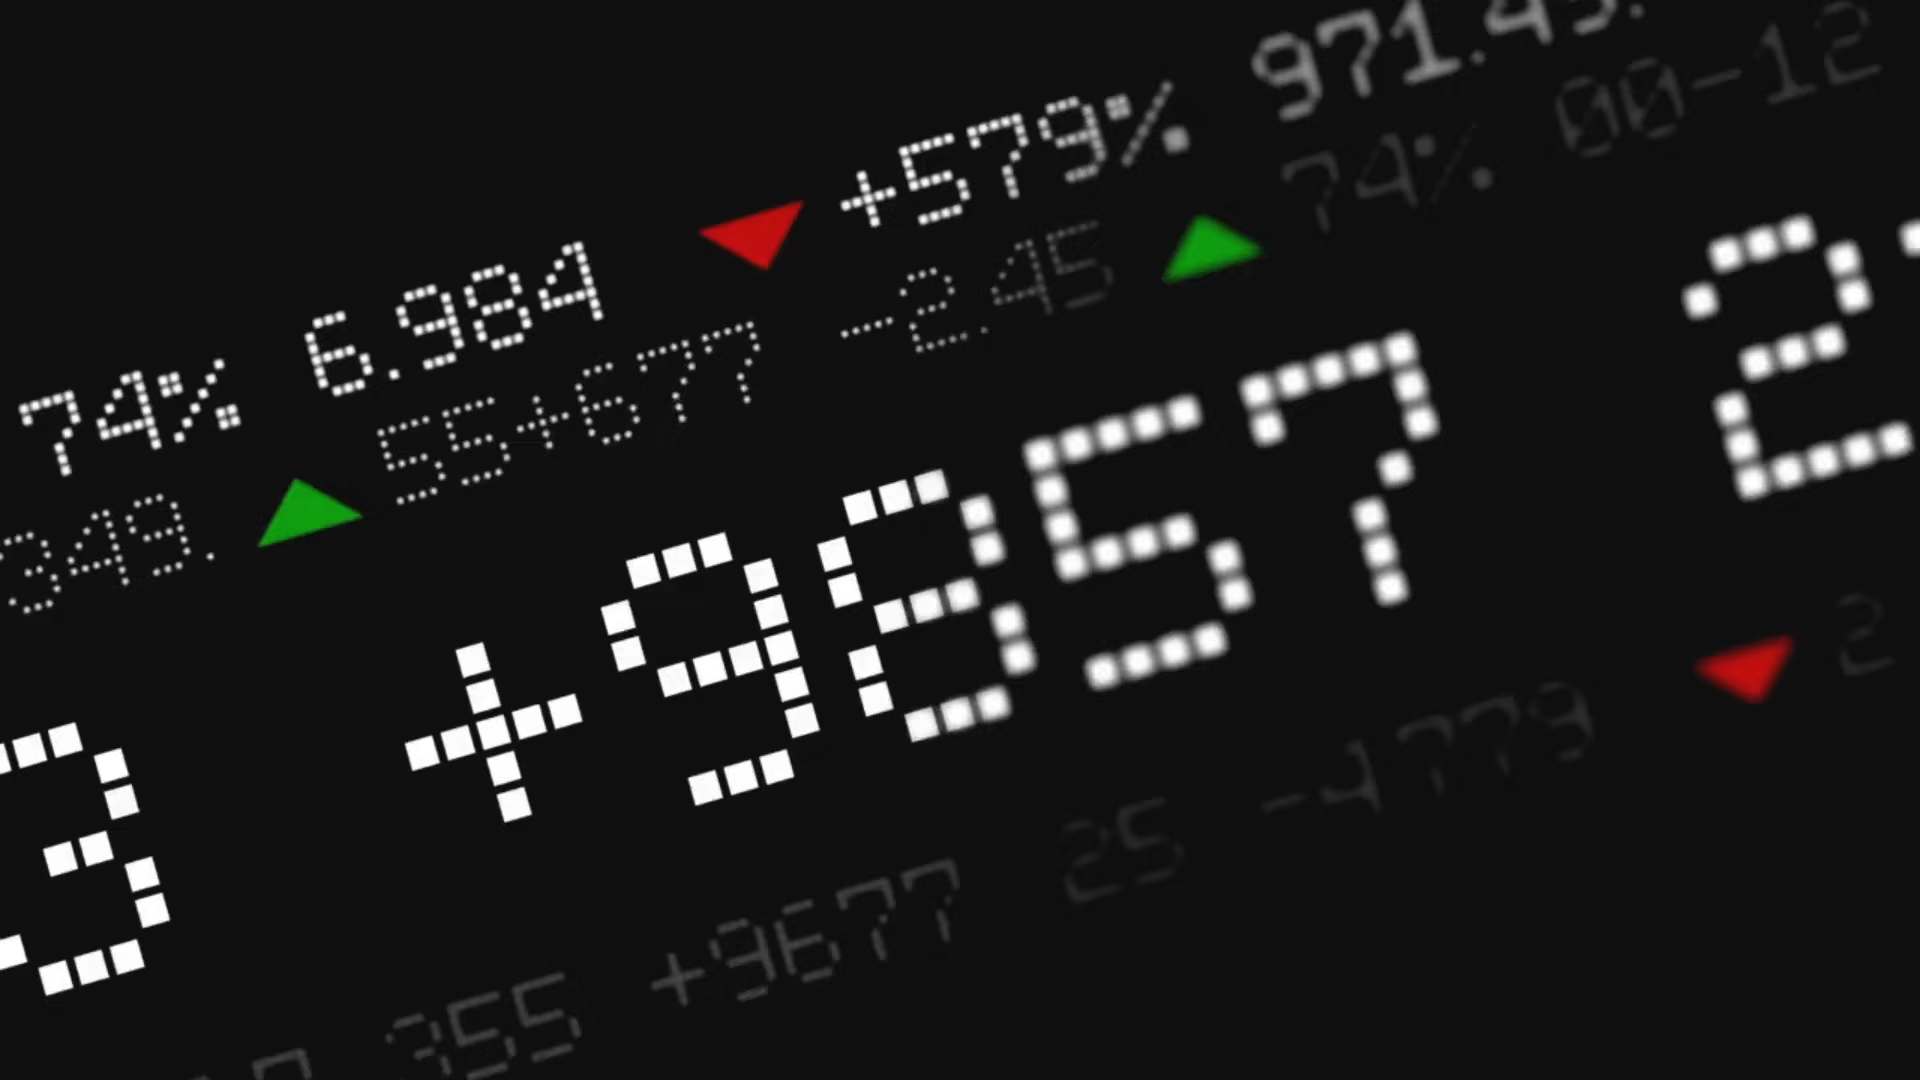 74% 6.984 +579% 971.45.
349. 55+677 -2.45 74% 00-12
3 +9857 2
355 +9677 25 -4779 2